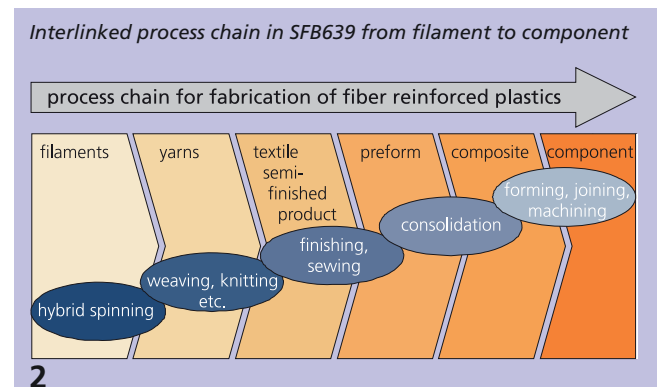 Interlinked process chain in SFB639 from filament to component
process chain for fabrication of fiber reinforced plastics
filaments
yarns
textile
semi-
finished
product
preform
composite
component
forming, joining,
machining
consolidation
finishing,
sewing
weaving, knitting
etc.
hybrid spinning
2